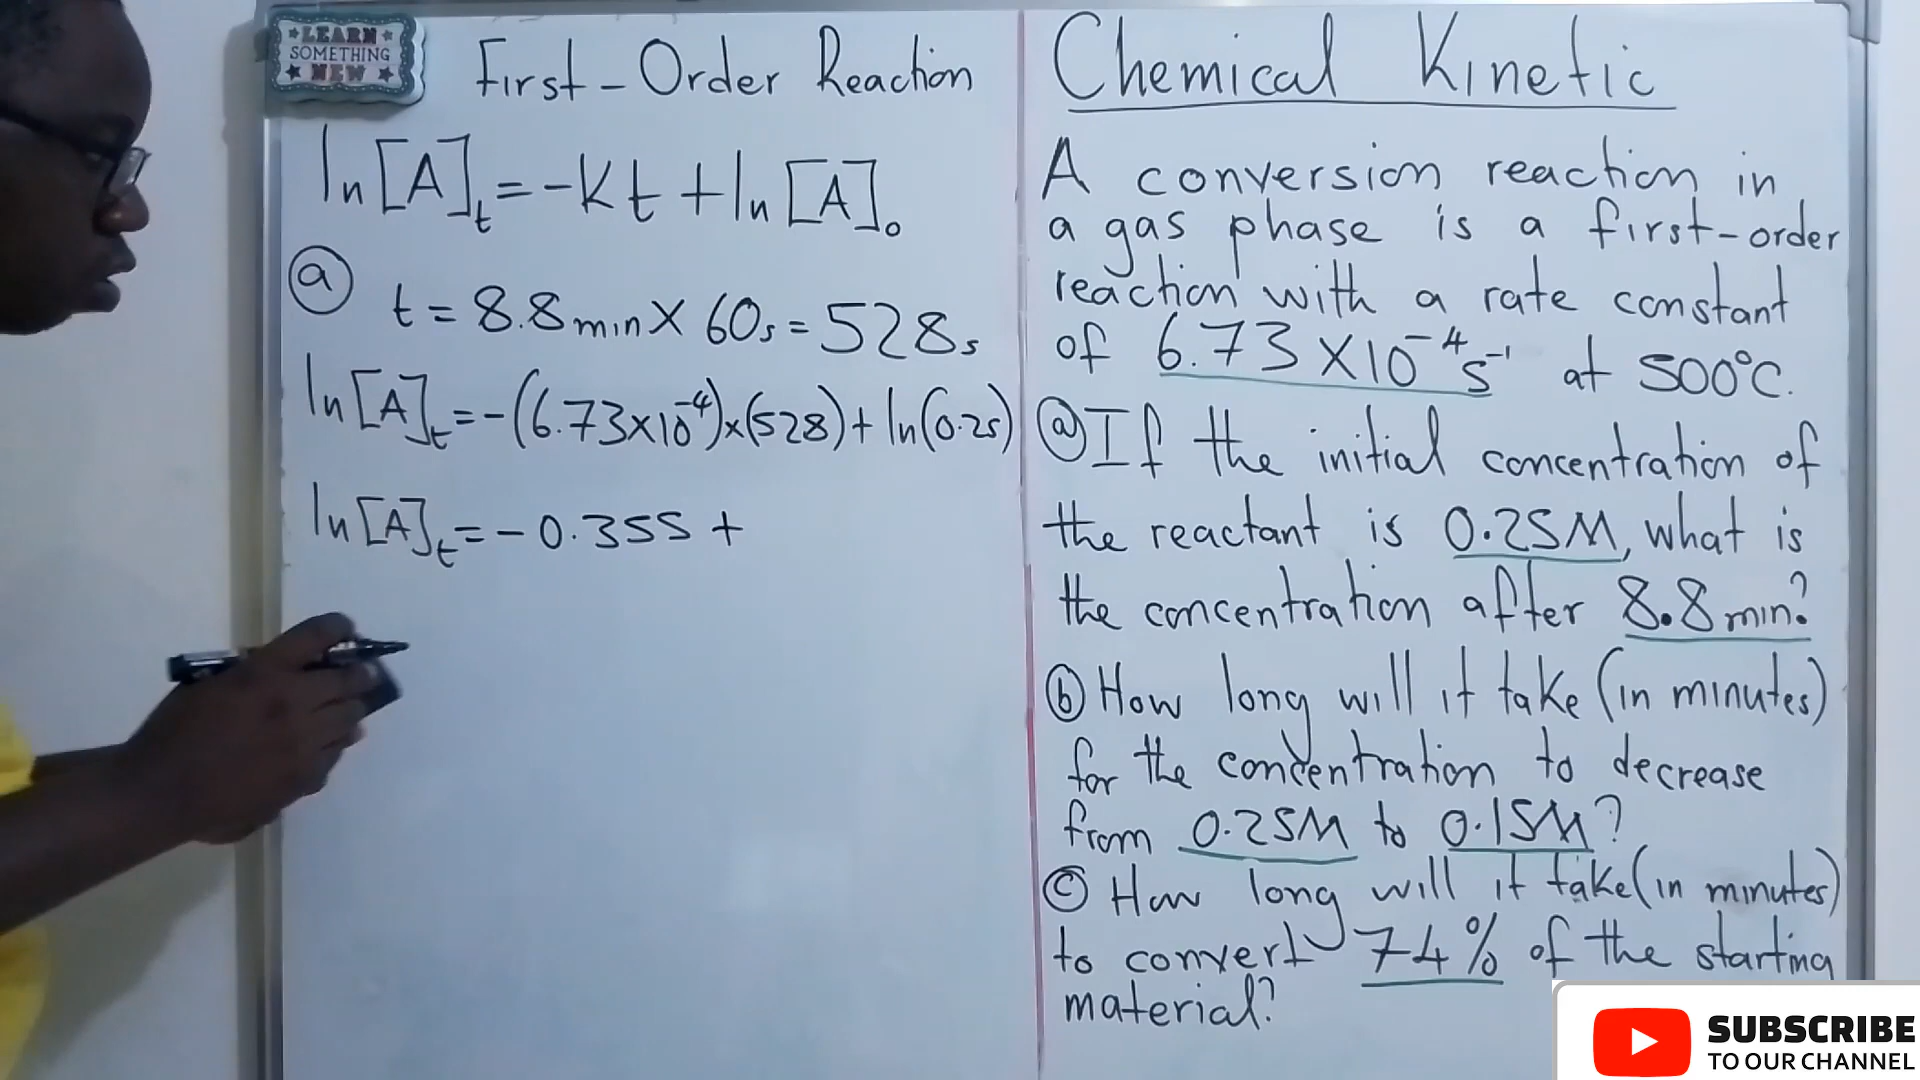 LEARN
SOMETHING
NEW
First-Order Reaction
ln[A]ₜ=-Kt+ln[A]₀
ⓐ
t=8.8min×60s=528s
ln[A]ₜ=-(6.73×10⁻⁴)×(528)+ln(0.25)
ln[A]ₜ=-0.355+
Chemical Kinetic
A conversion reaction in
a gas phase is a first-order
reaction with a rate constant
of 6.73×10⁻⁴s⁻¹ at 500°C.
ⓐ If the initial concentration of
the reactant is 0.25M, what is
the concentration after 8.8min?
ⓑ How long will it take (in minutes)
for the concentration to decrease
from 0.25M to 0.15M?
ⓒ How long will it take (in minutes)
to convert 74% of the starting
material?
SUBSCRIBE
TO OUR CHANNEL